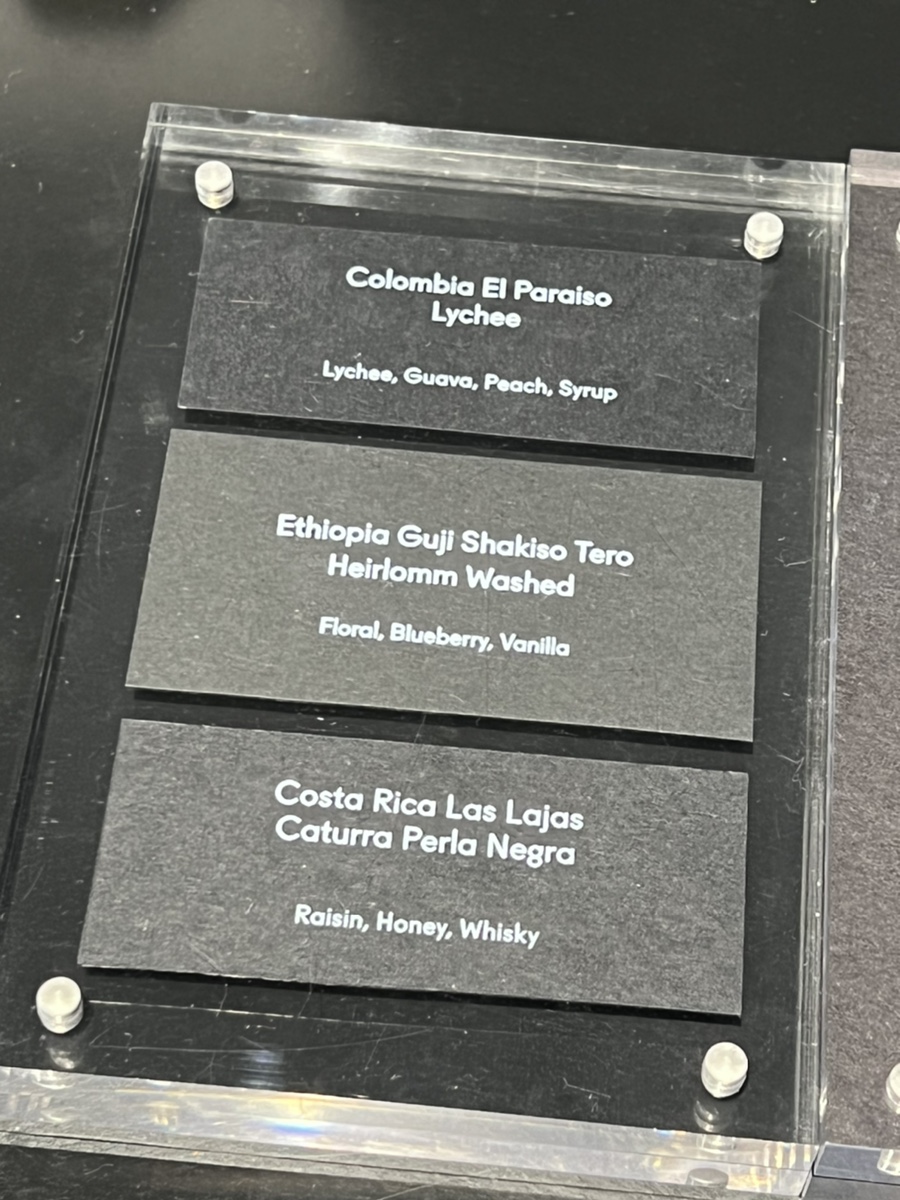 Colombia El Paraiso
Lychee
Lychee, Guava, Peach, Syrup
Ethiopia Guji Shakiso Tero
Heirlomm Washed
Floral, Blueberry, Vanilla
Costa Rica Las Lajas
Caturra Perla Negra
Raisin, Honey, Whisky